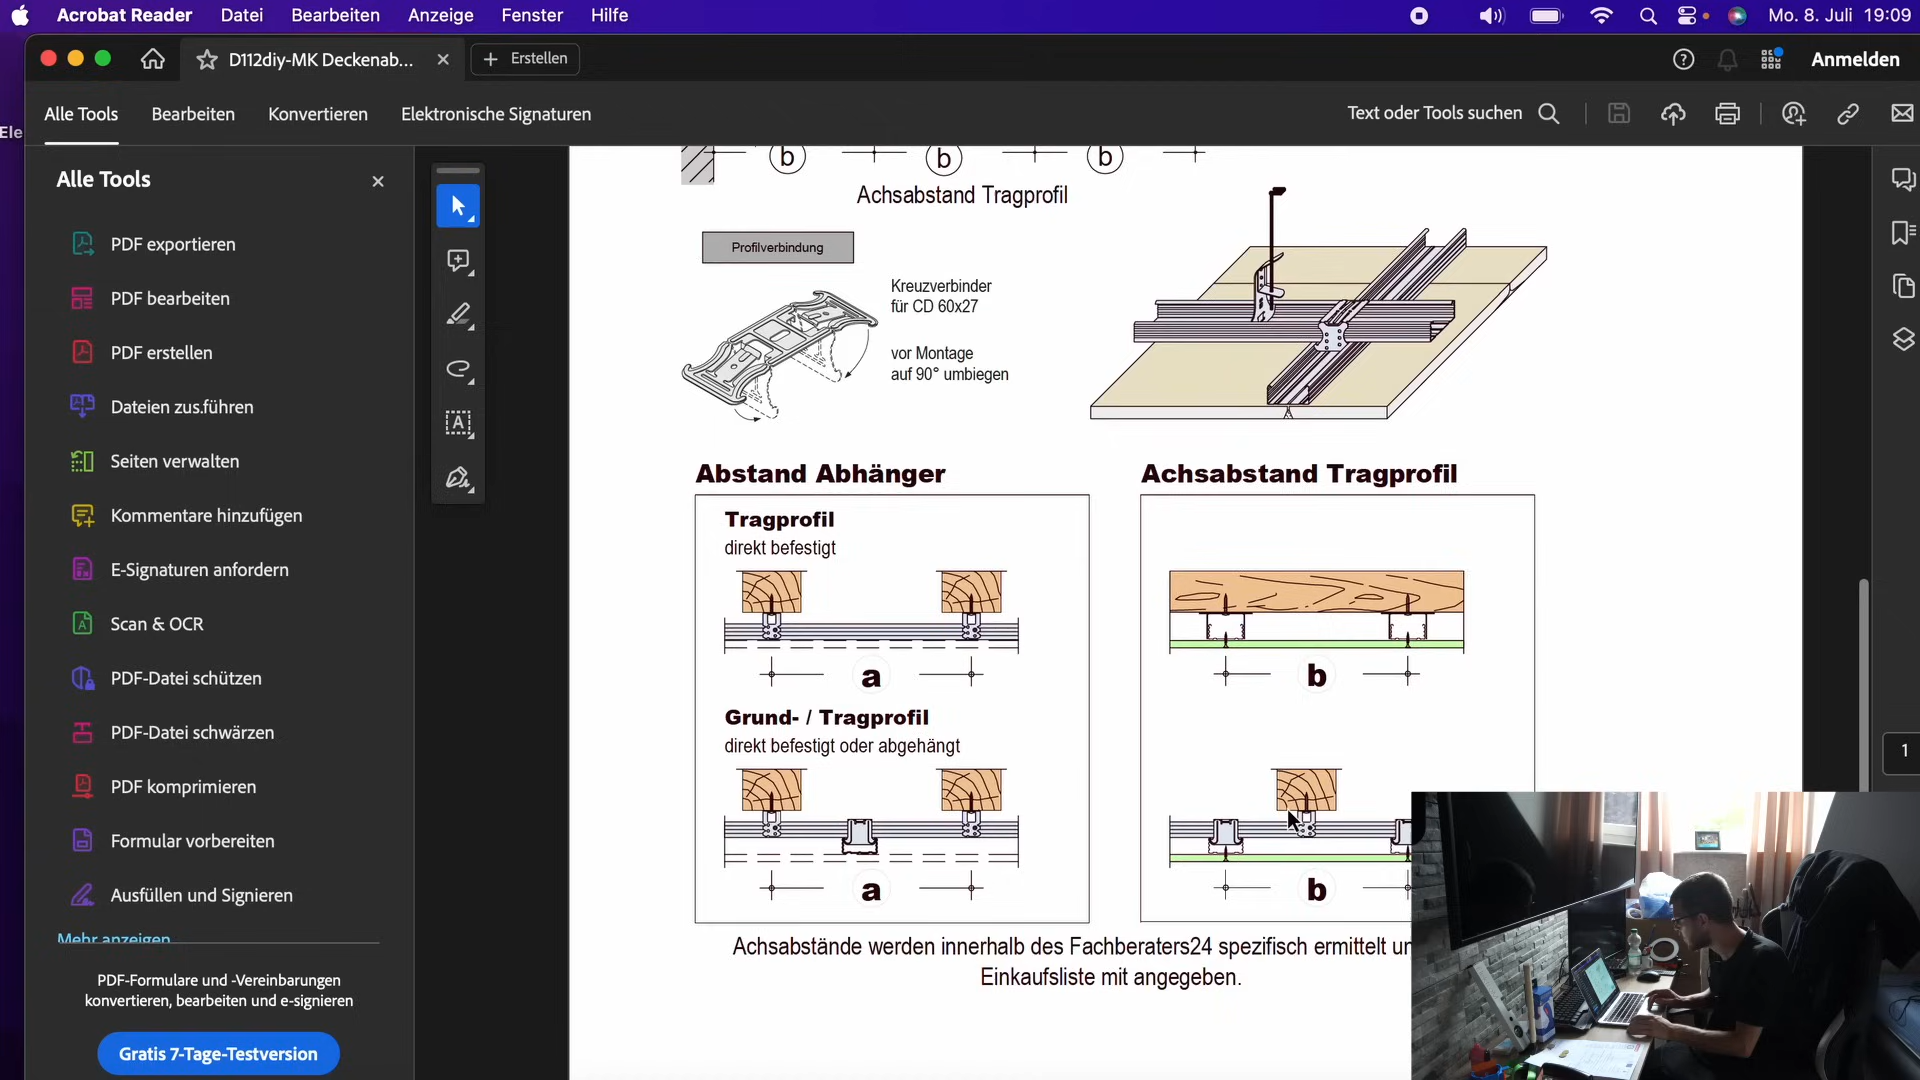 Acrobat Reader Datei Bearbeiten Anzeige Fenster Hilfe Mo. 8. Juli 19:09
D112diy-MK Deckenab... Erstellen Anmelden
Ele
Alle Tools Bearbeiten Konvertieren Elektronische Signaturen Text oder Tools suchen
Alle Tools
PDF exportieren
PDF bearbeiten
PDF erstellen
Dateien zus.führen
Seiten verwalten
Kommentare hinzufügen
E-Signaturen anfordern
Scan & OCR
PDF-Datei schützen
PDF-Datei schwärzen
PDF komprimieren
Formular vorbereiten
Ausfüllen und Signieren
Mehr anzeigen
PDF-Formulare und -Vereinbarungen
konvertieren, bearbeiten und e-signieren
Gratis 7-Tage-Testversion
b b b
Achsabstand Tragprofil
Profilverbindung
Kreuzverbinder
für CD 60x27
vor Montage
auf 90° umbiegen
Abstand Abhänger
Tragprofil
direkt befestigt
a
Grund- / Tragprofil
direkt befestigt oder abgehängt
a
Achsabstand Tragprofil
b
b
Achsabstände werden innerhalb des Fachberaters24 spezifisch ermittelt un
Einkaufsliste mit angegeben.
1